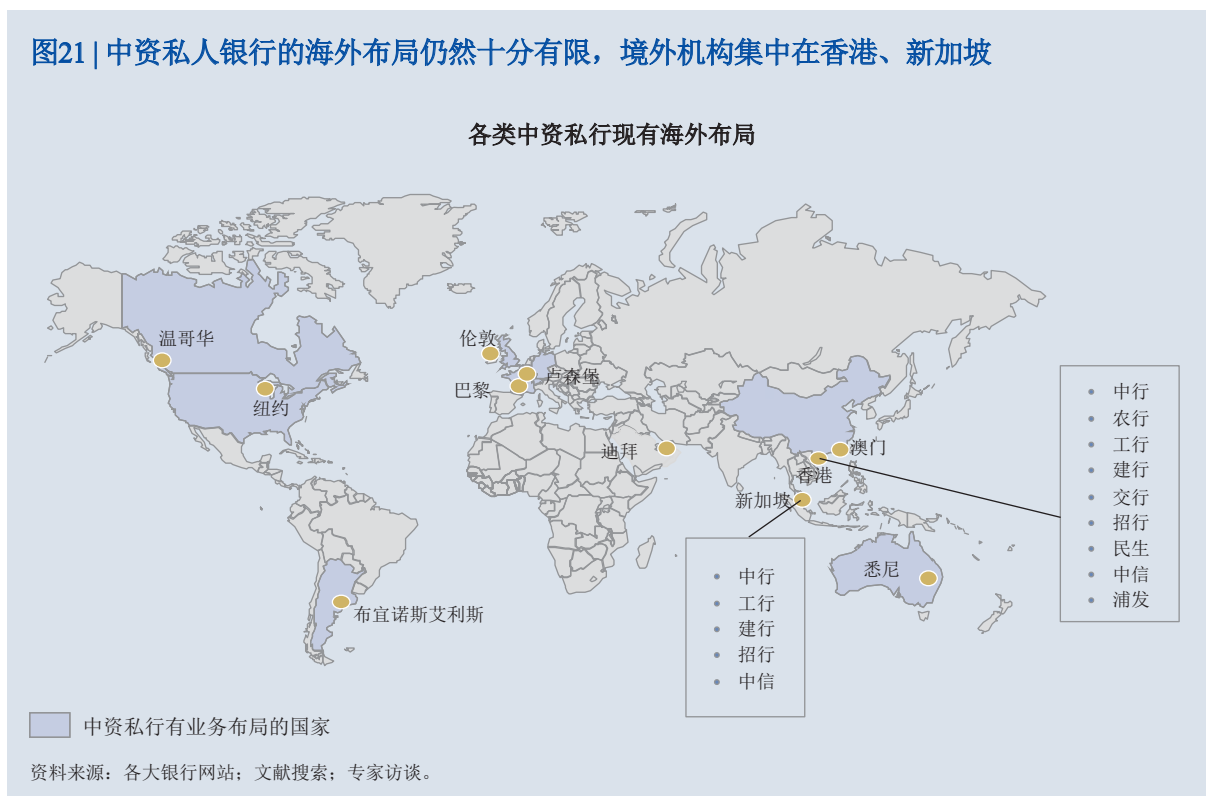 图21 | 中资私人银行的海外布局仍然十分有限，境外机构集中在香港、新加坡
各类中资私行现有海外布局
温哥华
纽约
伦敦
卢森堡
巴黎
迪拜
澳门
香港
新加坡
悉尼
布宜诺斯艾利斯
• 中行
• 农行
• 工行
• 建行
• 交行
• 招行
• 民生
• 中信
• 浦发
• 中行
• 工行
• 建行
• 招行
• 中信
中资私行有业务布局的国家
资料来源：各大银行网站；文献搜索；专家访谈。